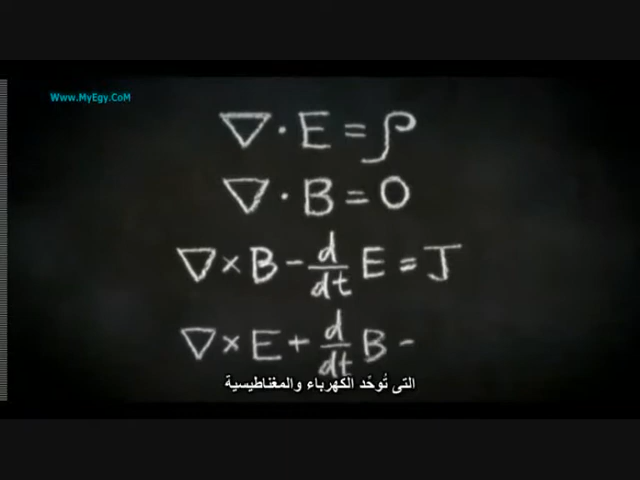 Www.MyEgy.CoM
∇ · E = ρ
∇ · B = 0
∇ × B − d/dt E = J
∇ × E + d/dt B −
التى تُوحّد الكهرباء والمغناطيسية